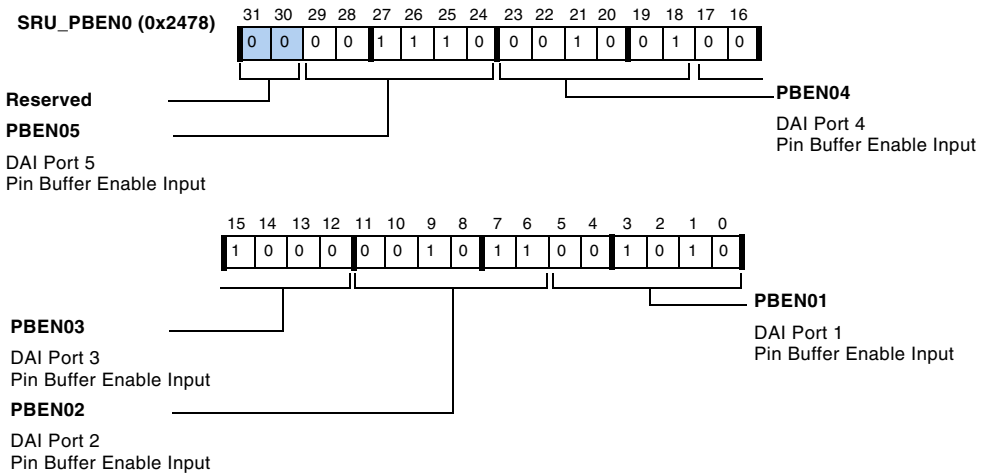 SRU_PBEN0 (0x2478)
31 30 29 28 27 26 25 24 23 22 21 20 19 18 17 16
0 0 0 0 1 1 1 0 0 0 1 0 0 1 0 0
Reserved
PBEN05
DAI Port 5
Pin Buffer Enable Input
PBEN04
DAI Port 4
Pin Buffer Enable Input
15 14 13 12 11 10 9 8 7 6 5 4 3 2 1 0
1 0 0 0 0 0 1 0 1 1 0 0 1 0 1 0
PBEN03
DAI Port 3
Pin Buffer Enable Input
PBEN02
DAI Port 2
Pin Buffer Enable Input
PBEN01
DAI Port 1
Pin Buffer Enable Input